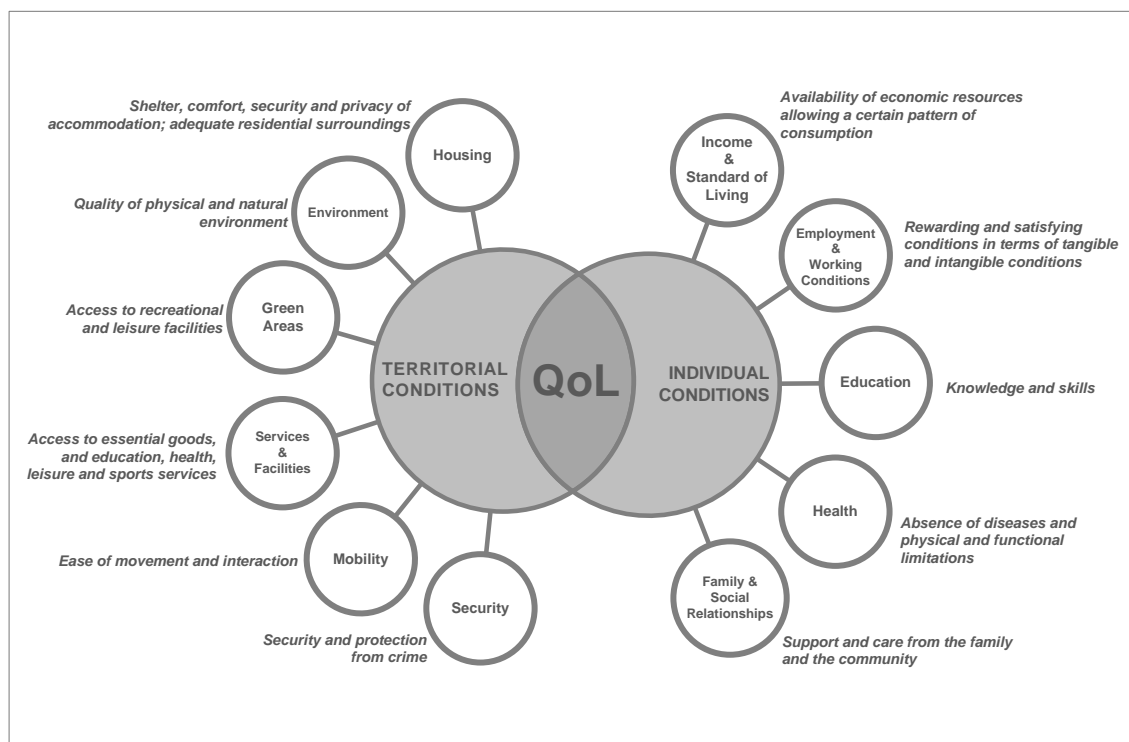 Shelter, comfort, security and privacy of
accommodation; adequate residential surroundings
Housing
Quality of physical and natural
environment
Environment
Access to recreational
and leisure facilities
Green
Areas
Access to essential goods,
and education, health,
leisure and sports services
Services
&
Facilities
Ease of movement and interaction
Mobility
Security and protection
from crime
Security
TERRITORIAL
CONDITIONS
QoL
INDIVIDUAL
CONDITIONS
Income
&
Standard of
Living
Availability of economic resources
allowing a certain pattern of
consumption
Employment
&
Working
Conditions
Rewarding and satisfying
conditions in terms of tangible
and intangible conditions
Education
Knowledge and skills
Health
Absence of diseases and
physical and functional
limitations
Family &
Social
Relationships
Support and care from the family
and the community